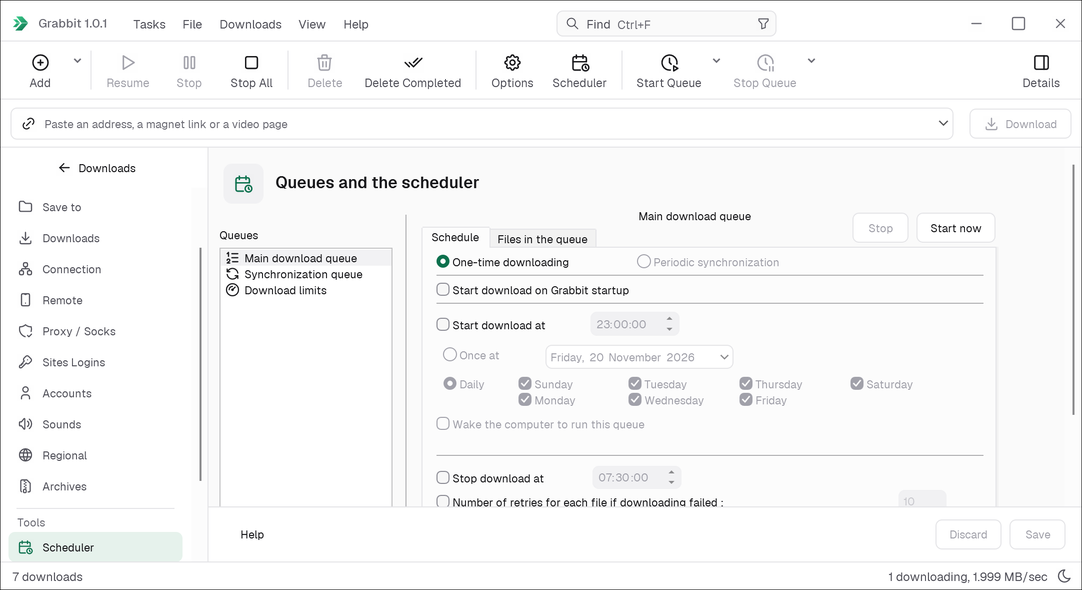 Grabbit 1.0.1 Tasks File Downloads View Help Find Ctrl+F
Add Resume Stop Stop All Delete Delete Completed Options Scheduler Start Queue Stop Queue Details
Paste an address, a magnet link or a video page Download
Downloads
Save to
Downloads
Connection
Remote
Proxy / Socks
Sites Logins
Accounts
Sounds
Regional
Archives
Tools
Scheduler
Queues and the scheduler
Queues
Main download queue
Synchronization queue
Download limits
Main download queue Stop Start now
Schedule Files in the queue
One-time downloading Periodic synchronization
Start download on Grabbit startup
Start download at 23:00:00
Once at Friday, 20 November 2026
Daily Sunday Tuesday Thursday Saturday
Monday Wednesday Friday
Wake the computer to run this queue
Stop download at 07:30:00
Number of retries for each file if downloading failed : 10
Help Discard Save
7 downloads 1 downloading, 1.999 MB/sec